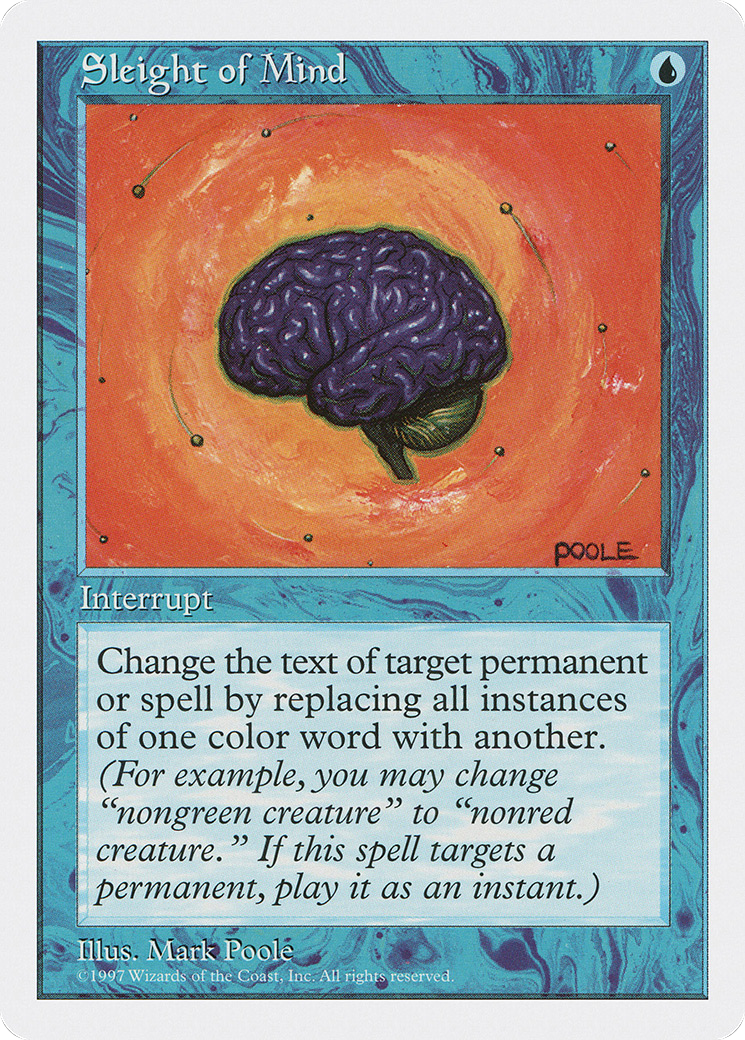 Sleight of Mind
POOLE
Interrupt
Change the text of target permanent
or spell by replacing all instances
of one color word with another.
(For example, you may change
“nongreen creature” to “nonred
creature.” If this spell targets a
permanent, play it as an instant.)
Illus. Mark Poole
©1997 Wizards of the Coast, Inc. All rights reserved.